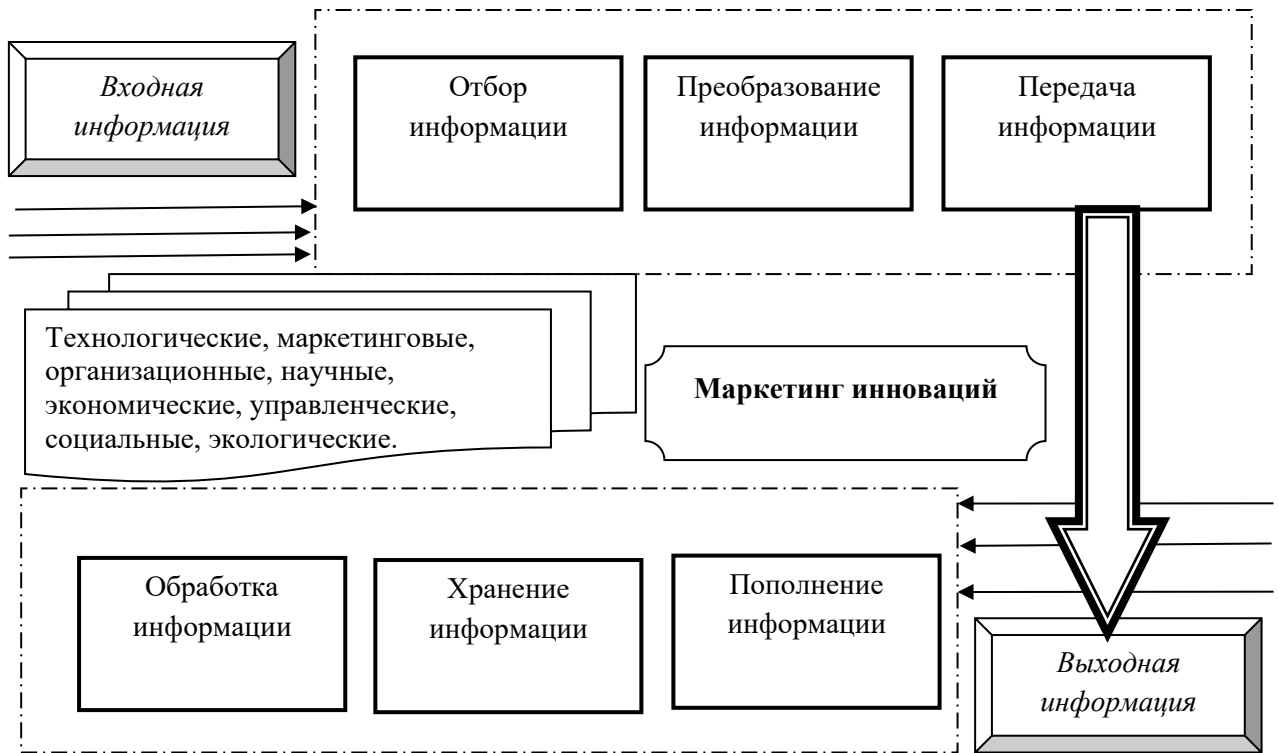 Входная
информация
Отбор
информации
Преобразование
информации
Передача
информации
Технологические, маркетинговые,
организационные, научные,
экономические, управленческие,
социальные, экологические.
Маркетинг инноваций
Обработка
информации
Хранение
информации
Пополнение
информации
Выходная
информация